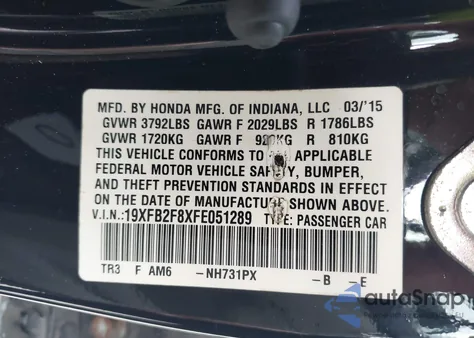 MFD. BY HONDA MFG. OF INDIANA, LLC 03/'15
GVWR 3792LBS GAWR F 2029LBS R 1786LBS
GVWR 1720KG GAWR F R 810KG
THIS VEHICLE CONFORMS TO APPLICABLE
FEDERAL MOTOR VEHICLE SAFETY, BUMPER,
AND THEFT PREVENTION STANDARDS IN EFFECT
ON THE DATE OF MANUFACTURE SHOWN ABOVE.
V.I.N.:19XFB2F8XFE051289 TYPE: PASSENGER CAR
TR3 F AM6 -NH731PX -B -E
autoSnap